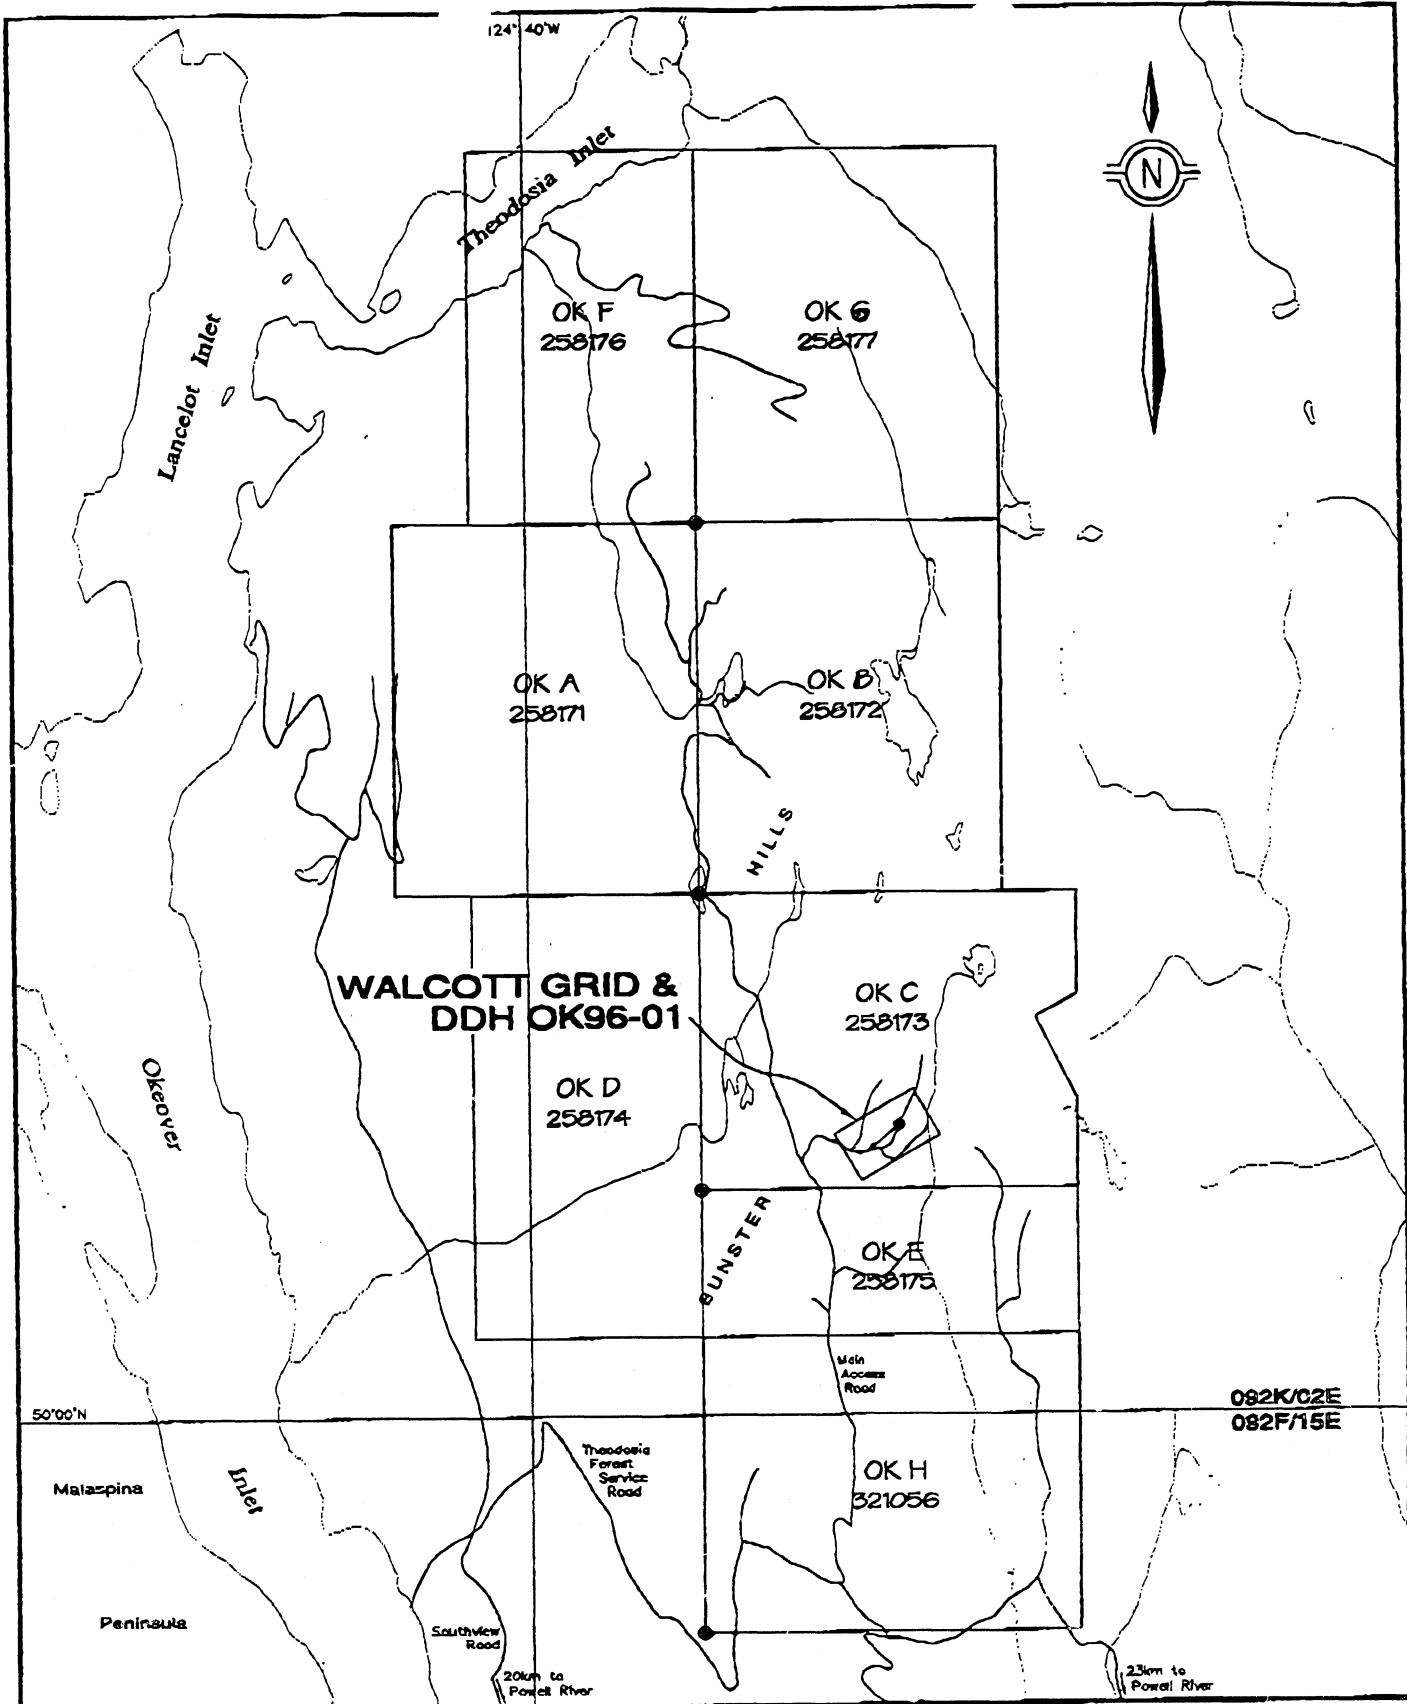 124° 40'W
Theodosia Inlet
N
OK F
258176
OK G
258177
Lancelot Inlet
OK A
258171
OK B
258172
HILLS
WALCOTT GRID &
DDH OK96-01
OK C
258173
OK D
258174
Okeover
BUNSTER
OK E
258175
Main
Access
Road
50°00'N
092K/02E
092F/15E
Theodosia
Forest
Service
Road
OK H
321056
Malaspina
Inlet
Peninsula
Southview
Road
20km to
Powell River
23km to
Powell River